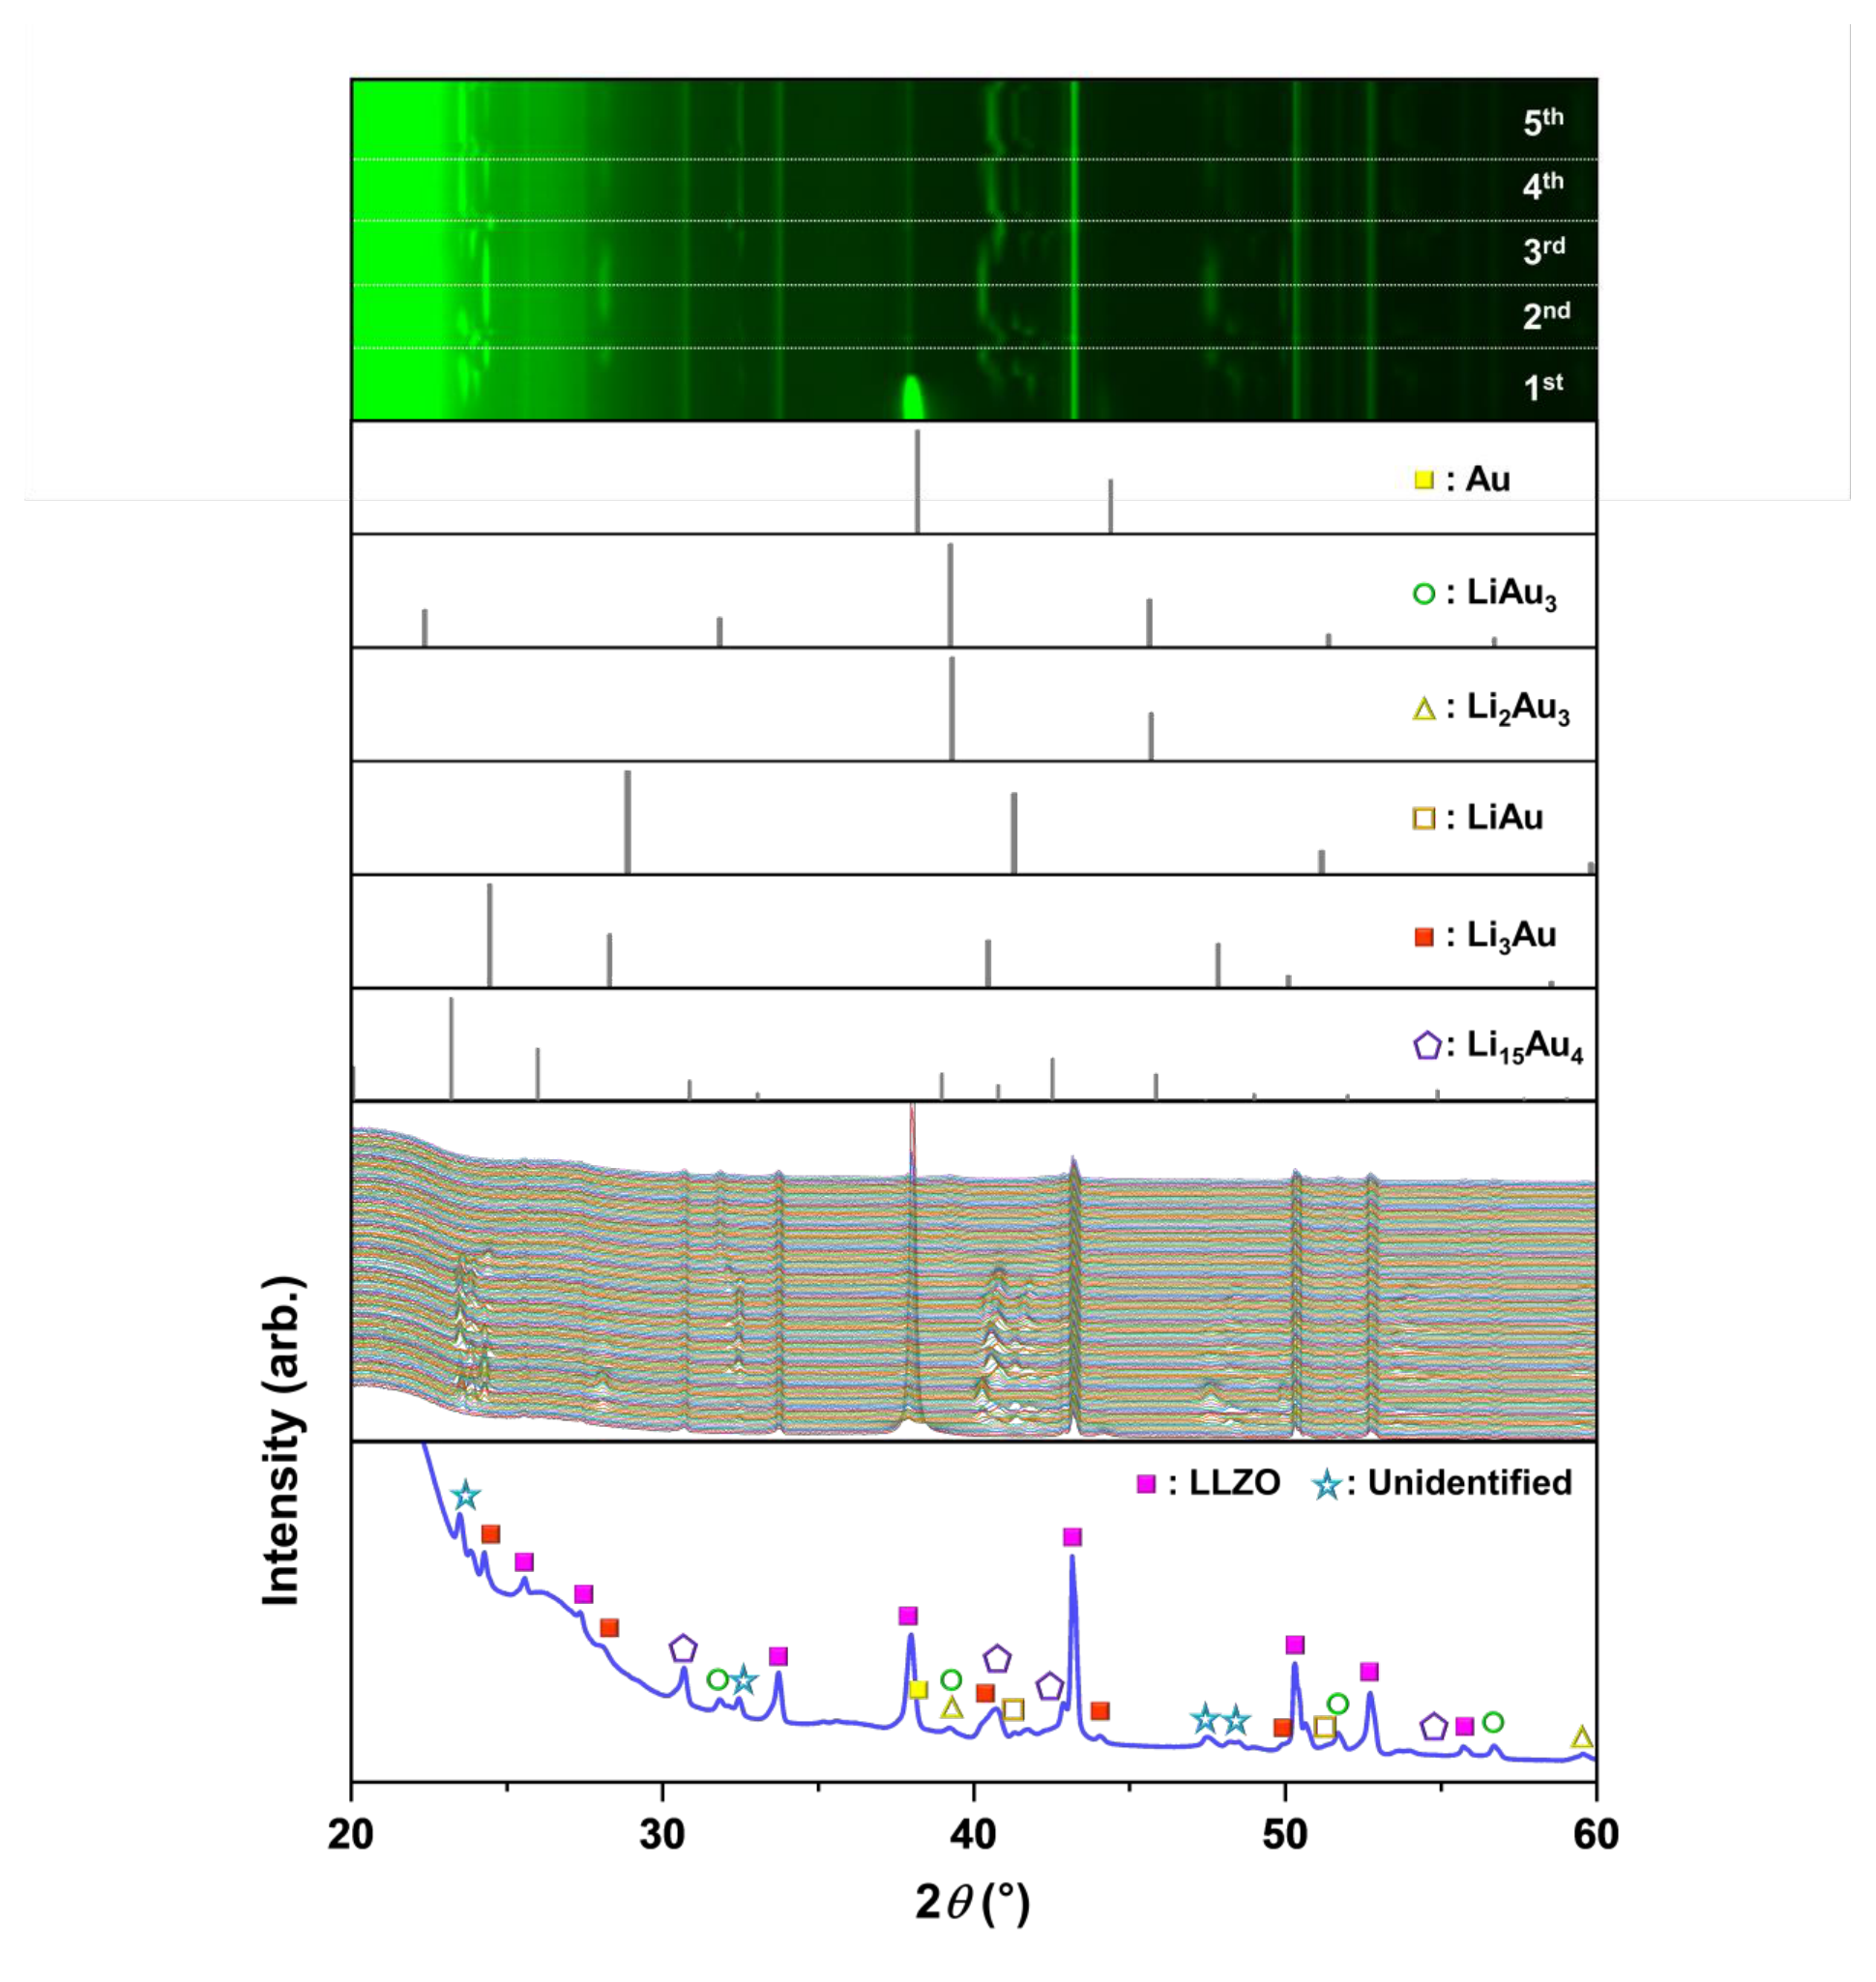 5th
4th
3rd
2nd
1st
: Au
: LiAu3
: Li2Au3
: LiAu
: Li3Au
: Li15Au4
Intensity (arb.)
: LLZO : Unidentified
20 30 40 50 60
2θ (°)